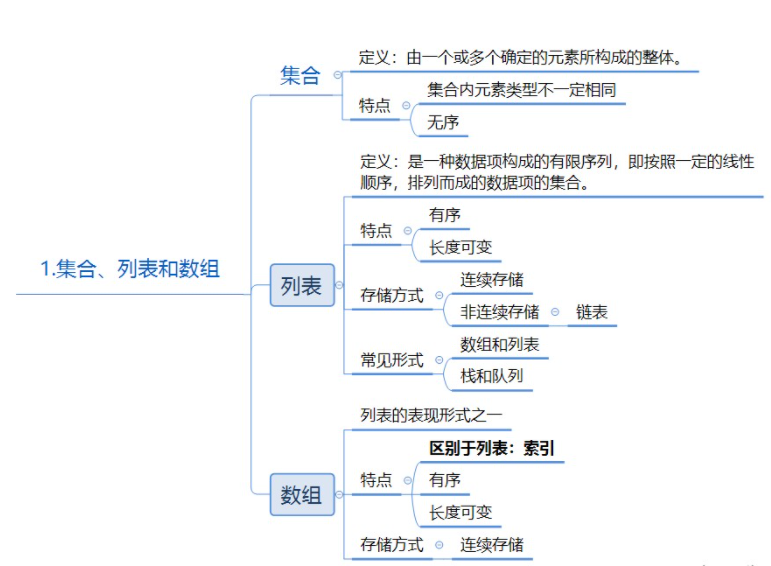 1.集合、列表和数组
集合
定义：由一个或多个确定的元素所构成的整体。
特点
集合内元素类型不一定相同
无序
列表
定义：是一种数据项构成的有限序列，即按照一定的线性
顺序，排列而成的数据项的集合。
特点
有序
长度可变
存储方式
连续存储
非连续存储
链表
常见形式
数组和列表
栈和队列
数组
列表的表现形式之一
特点
区别于列表：索引
有序
长度可变
存储方式
连续存储